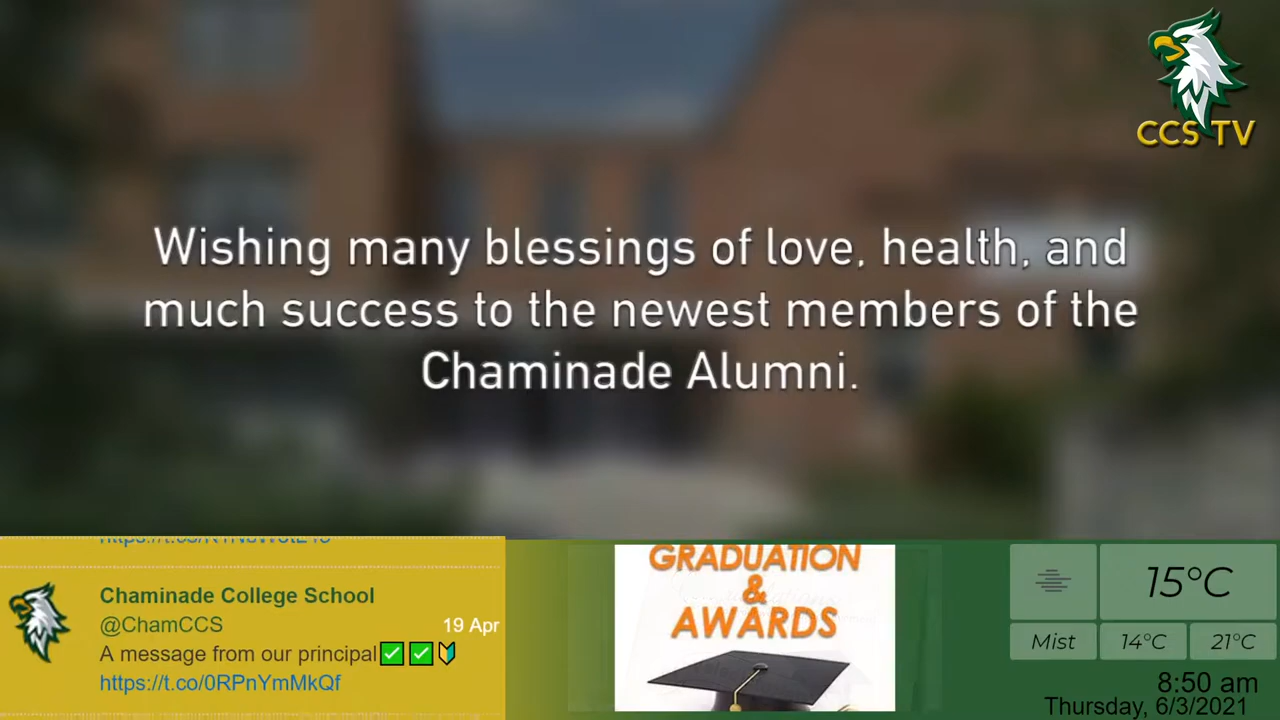 CCS TV
Wishing many blessings of love, health, and
much success to the newest members of the
Chaminade Alumni.
Chaminade College School
@ChamCCS
19 Apr
A message from our principal✅✅🔰
https://t.co/0RPnYmMkQf
GRADUATION
&
AWARDS
15°C
Mist
14°C
21°C
8:50 am
Thursday, 6/3/2021